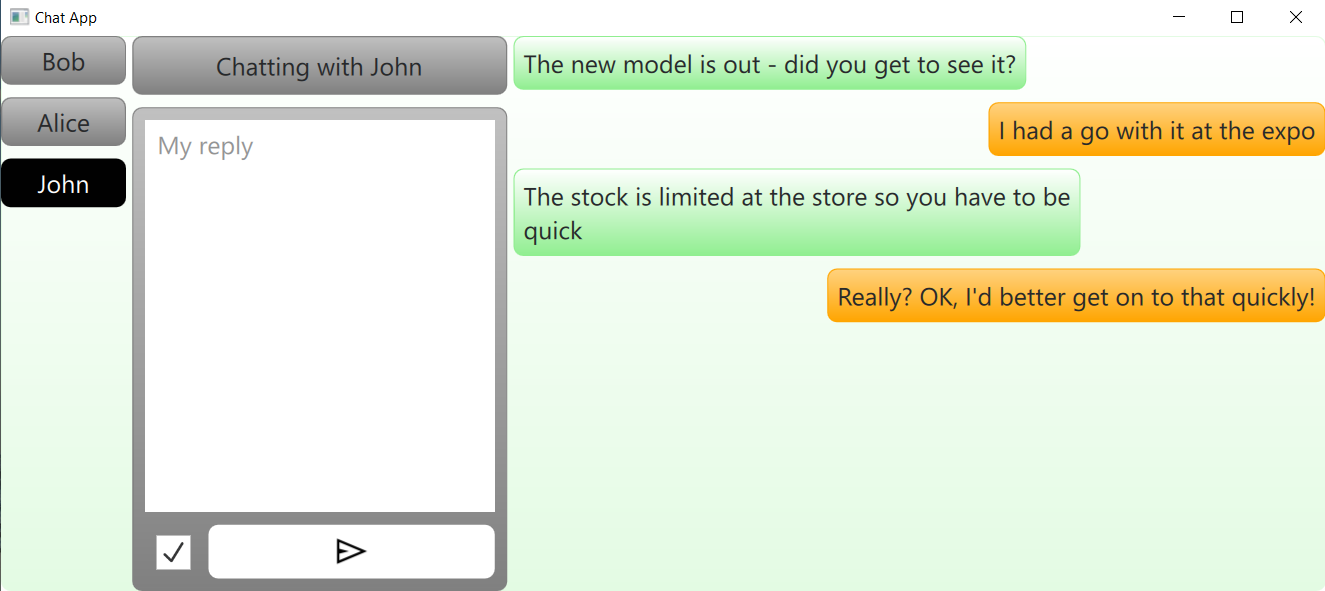 Chat App
Bob
Alice
John
Chatting with John
My reply
The new model is out - did you get to see it?
I had a go with it at the expo
The stock is limited at the store so you have to be
quick
Really? OK, I'd better get on to that quickly!